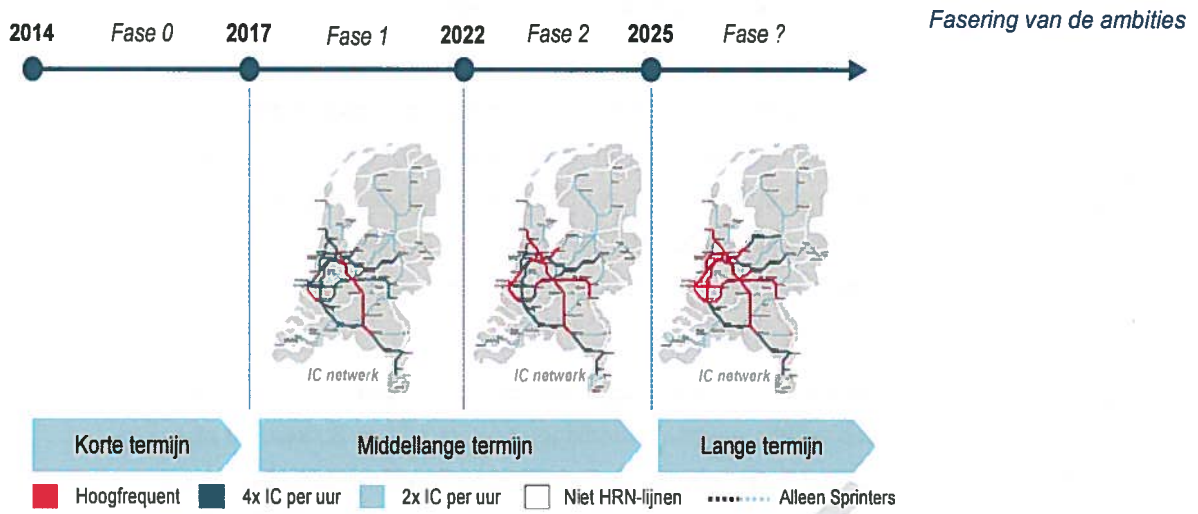 Fasering van de ambities
2014 Fase 0 2017 Fase 1 2022 Fase 2 2025 Fase ?
IC netwerk IC netwerk IC netwerk
Korte termijn Middellange termijn Lange termijn
Hoogfrequent 4x IC per uur 2x IC per uur Niet HRN-lijnen Alleen Sprinters